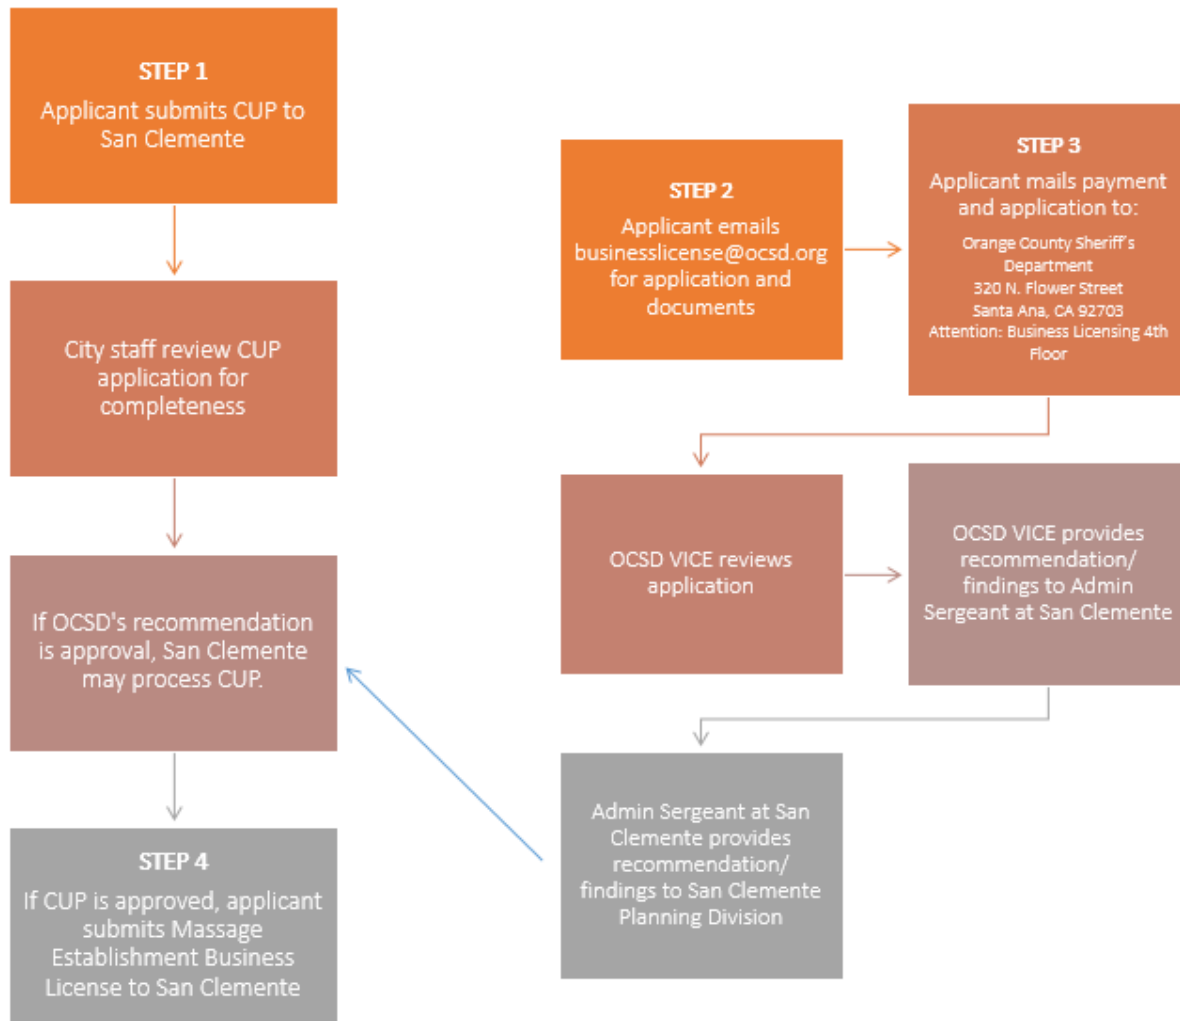 STEP 1
Applicant submits CUP to
San Clemente
City staff review CUP
application for
completeness
If OCSD's recommendation
is approval, San Clemente
may process CUP.
STEP 4
If CUP is approved, applicant
submits Massage
Establishment Business
License to San Clemente
STEP 2
Applicant emails
businesslicense@ocsd.org
for application and
documents
STEP 3
Applicant mails payment
and application to:
Orange County Sheriff's
Department
320 N. Flower Street
Santa Ana, CA 92703
Attention: Business Licensing 4th
Floor
OCSD VICE reviews
application
OCSD VICE provides
recommendation/
findings to Admin
Sergeant at San Clemente
Admin Sergeant at San
Clemente provides
recommendation/
findings to San Clemente
Planning Division